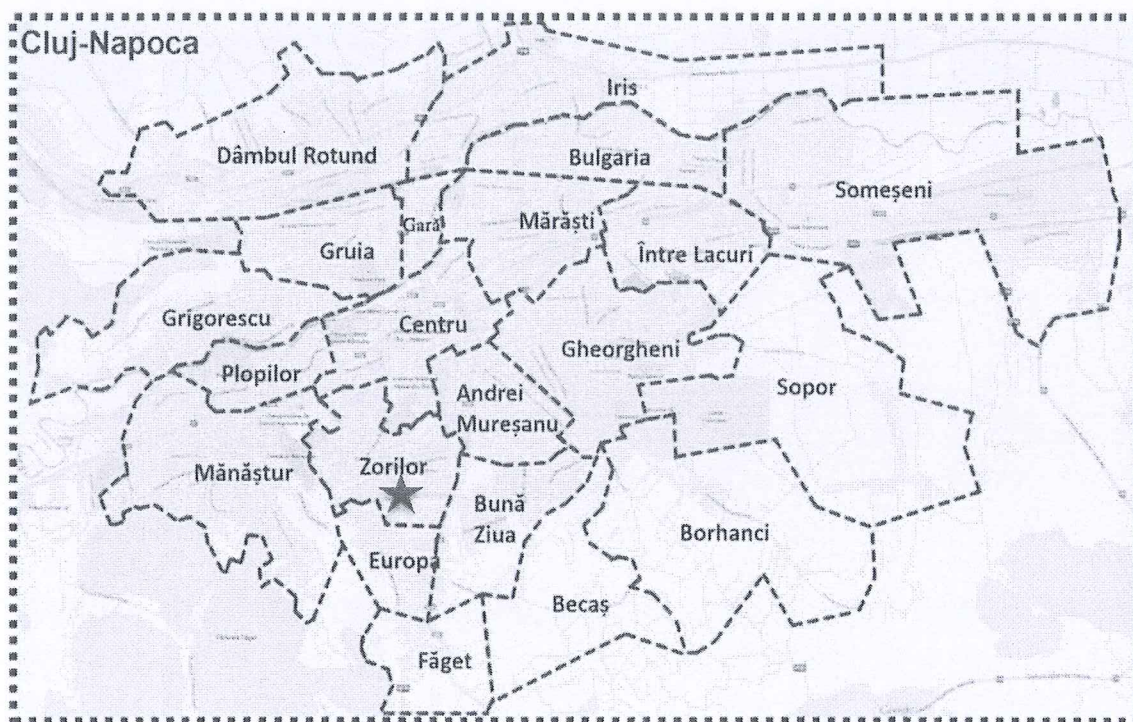 Cluj-Napoca
Iris
Dâmbul Rotund
Bulgaria
Someșeni
Gară
Mărăști
Gruia
Între Lacuri
Grigorescu
Centru
Gheorgheni
Plopilor
Andrei
Mureșanu
Sopor
Mănăștur
Zorilor
Bună
Ziua
Borhanci
Europa
Becaș
Făget